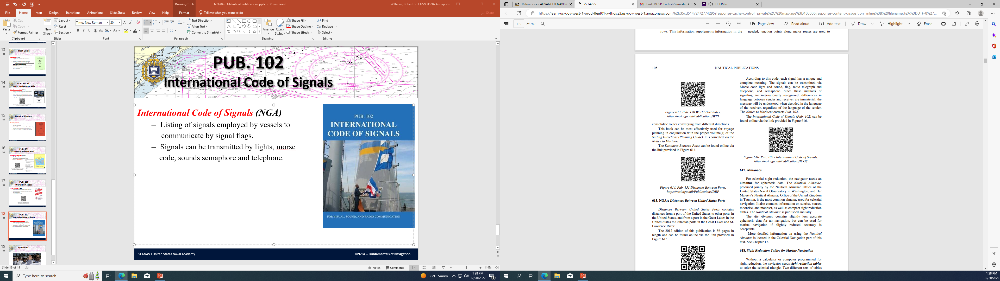 Drawing Tools
NN284-03-Nautical Publications.pptx - PowerPoint
Wilhelm, Robert G LT USN USNA Annapolis
File Home Insert Design Transitions Animations Slide Show Review View Help Format Tell me what you want to do Share
Paste
Cut
Copy
Format Painter
Clipboard
New
Slide
Layout
Reset
Section
Slides
Times New Roman 20
B I U S abc AV Aa A
Font
Text Direction
Align Text
Convert to SmartArt
Paragraph
Arrange
Quick
Styles
Shape Fill
Shape Outline
Shape Effects
Drawing
Find
Replace
Select
Editing
13
Fleet Guide
14
PUB. No. 117
Radio Navigational Aids
15
Nautical Almanac
16
PUB. 151
Distances Between Ports
17
PUB. 150
World Port Index
18
PUB. 102
International Code of Signals
19
Questions?
PUB. 102
International Code of Signals
International Code of Signals (NGA)
– Listing of signals employed by vessels to
communicate by signal flags.
– Signals can be transmitted by lights, morse
code, sounds semaphore and telephone.
PUB. 102
INTERNATIONAL
CODE OF SIGNALS
FOR VISUAL, SOUND, AND RADIO COMMUNICATION
SEANAV I United States Naval Academy
NN284 – Fundamentals of Navigation
Slide 18 of 19
Notes Comments 114%
Type here to search
38°F Sunny
1:28 PM
12/20/2022
References – ADVANCED NAVIG
2774295
Fwd: MGSP: End-of-Semester At
HBOMax
https://learn-us-gov-west-1-prod-fleet01-xythos.s3.us-gov-west-1.amazonaws.com/62b35cd514724/2774295?response-cache-control=private%2C%20max-age%3D10800&response-content-disposition=inline%3B%20filename%2A%3DUTF-8%27...
119 of 789
Page view Read aloud Add text Draw Highlight Erase
rows. This information supplements information in the
needed, junction points along major routes are used to
105
NAUTICAL PUBLICATIONS
Figure 613. Pub. 150 World Port Index.
https://msi.nga.mil/Publications/WPI
consolidate routes converging from different directions.
This book can be most effectively used for voyage
planning in conjunction with the proper volume(s) of the
Sailing Directions (Planning Guide). It is corrected via the
Notice to Mariners.
The Distances Between Ports can be found online via
the link provided in Figure 614.
Figure 614. Pub. 151 Distances Between Ports.
https://msi.nga.mil/Publications/DBP
615. NOAA Distances Between United States Ports
Distances Between United States Ports contains
distances from a port of the United States to other ports in
the United States, and from a port in the Great Lakes in the
United States to Canadian ports in the Great Lakes and St.
Lawrence River.
The 2012 edition of this publication is 56 pages in
length and can be found online via the link provided in
Figure 615.
According to this code, each signal has a unique and
complete meaning. The signals can be transmitted via
Morse code light and sound, flag, radio telegraph and
telephone, and semaphore. Since these methods of
signaling are internationally recognized, differences in
language between sender and receiver are immaterial; the
message will be understood when decoded in the language
of the receiver, regardless of the language of the sender.
The Notice to Mariners corrects Pub. 102.
The International Code of Signals (Pub. 102) can be
found online via the link provided in Figure 616.
Figure 616. Pub. 102 - International Code of Signals.
https://msi.nga.mil/Publications/ICOS
617. Almanacs
For celestial sight reduction, the navigator needs an
almanac for ephemeris data. The Nautical Almanac,
produced jointly by the Nautical Almanac Office of the
United States Naval Observatory in Washington, and Her
Majesty's Nautical Almanac Office of the United Kingdom
in Taunton, is the most common almanac used for celestial
navigation. It also contains information on sunrise, sunset,
moonrise, and moonset, as well as compact sight reduction
tables. The Nautical Almanac is published annually.
The Air Almanac contains slightly less accurate
ephemeris data for air navigation, but can be used for
marine navigation if slightly reduced accuracy is
acceptable.
More detailed information on using the Nautical
Almanac is located in the Celestial Navigation part of this
text. See Chapter 17.
618. Sight Reduction Tables for Marine Navigation
Without a calculator or computer programmed for
sight reduction, the navigator needs sight reduction tables
to solve the celestial triangle. Two different sets of tables
1:28 PM
12/20/2022